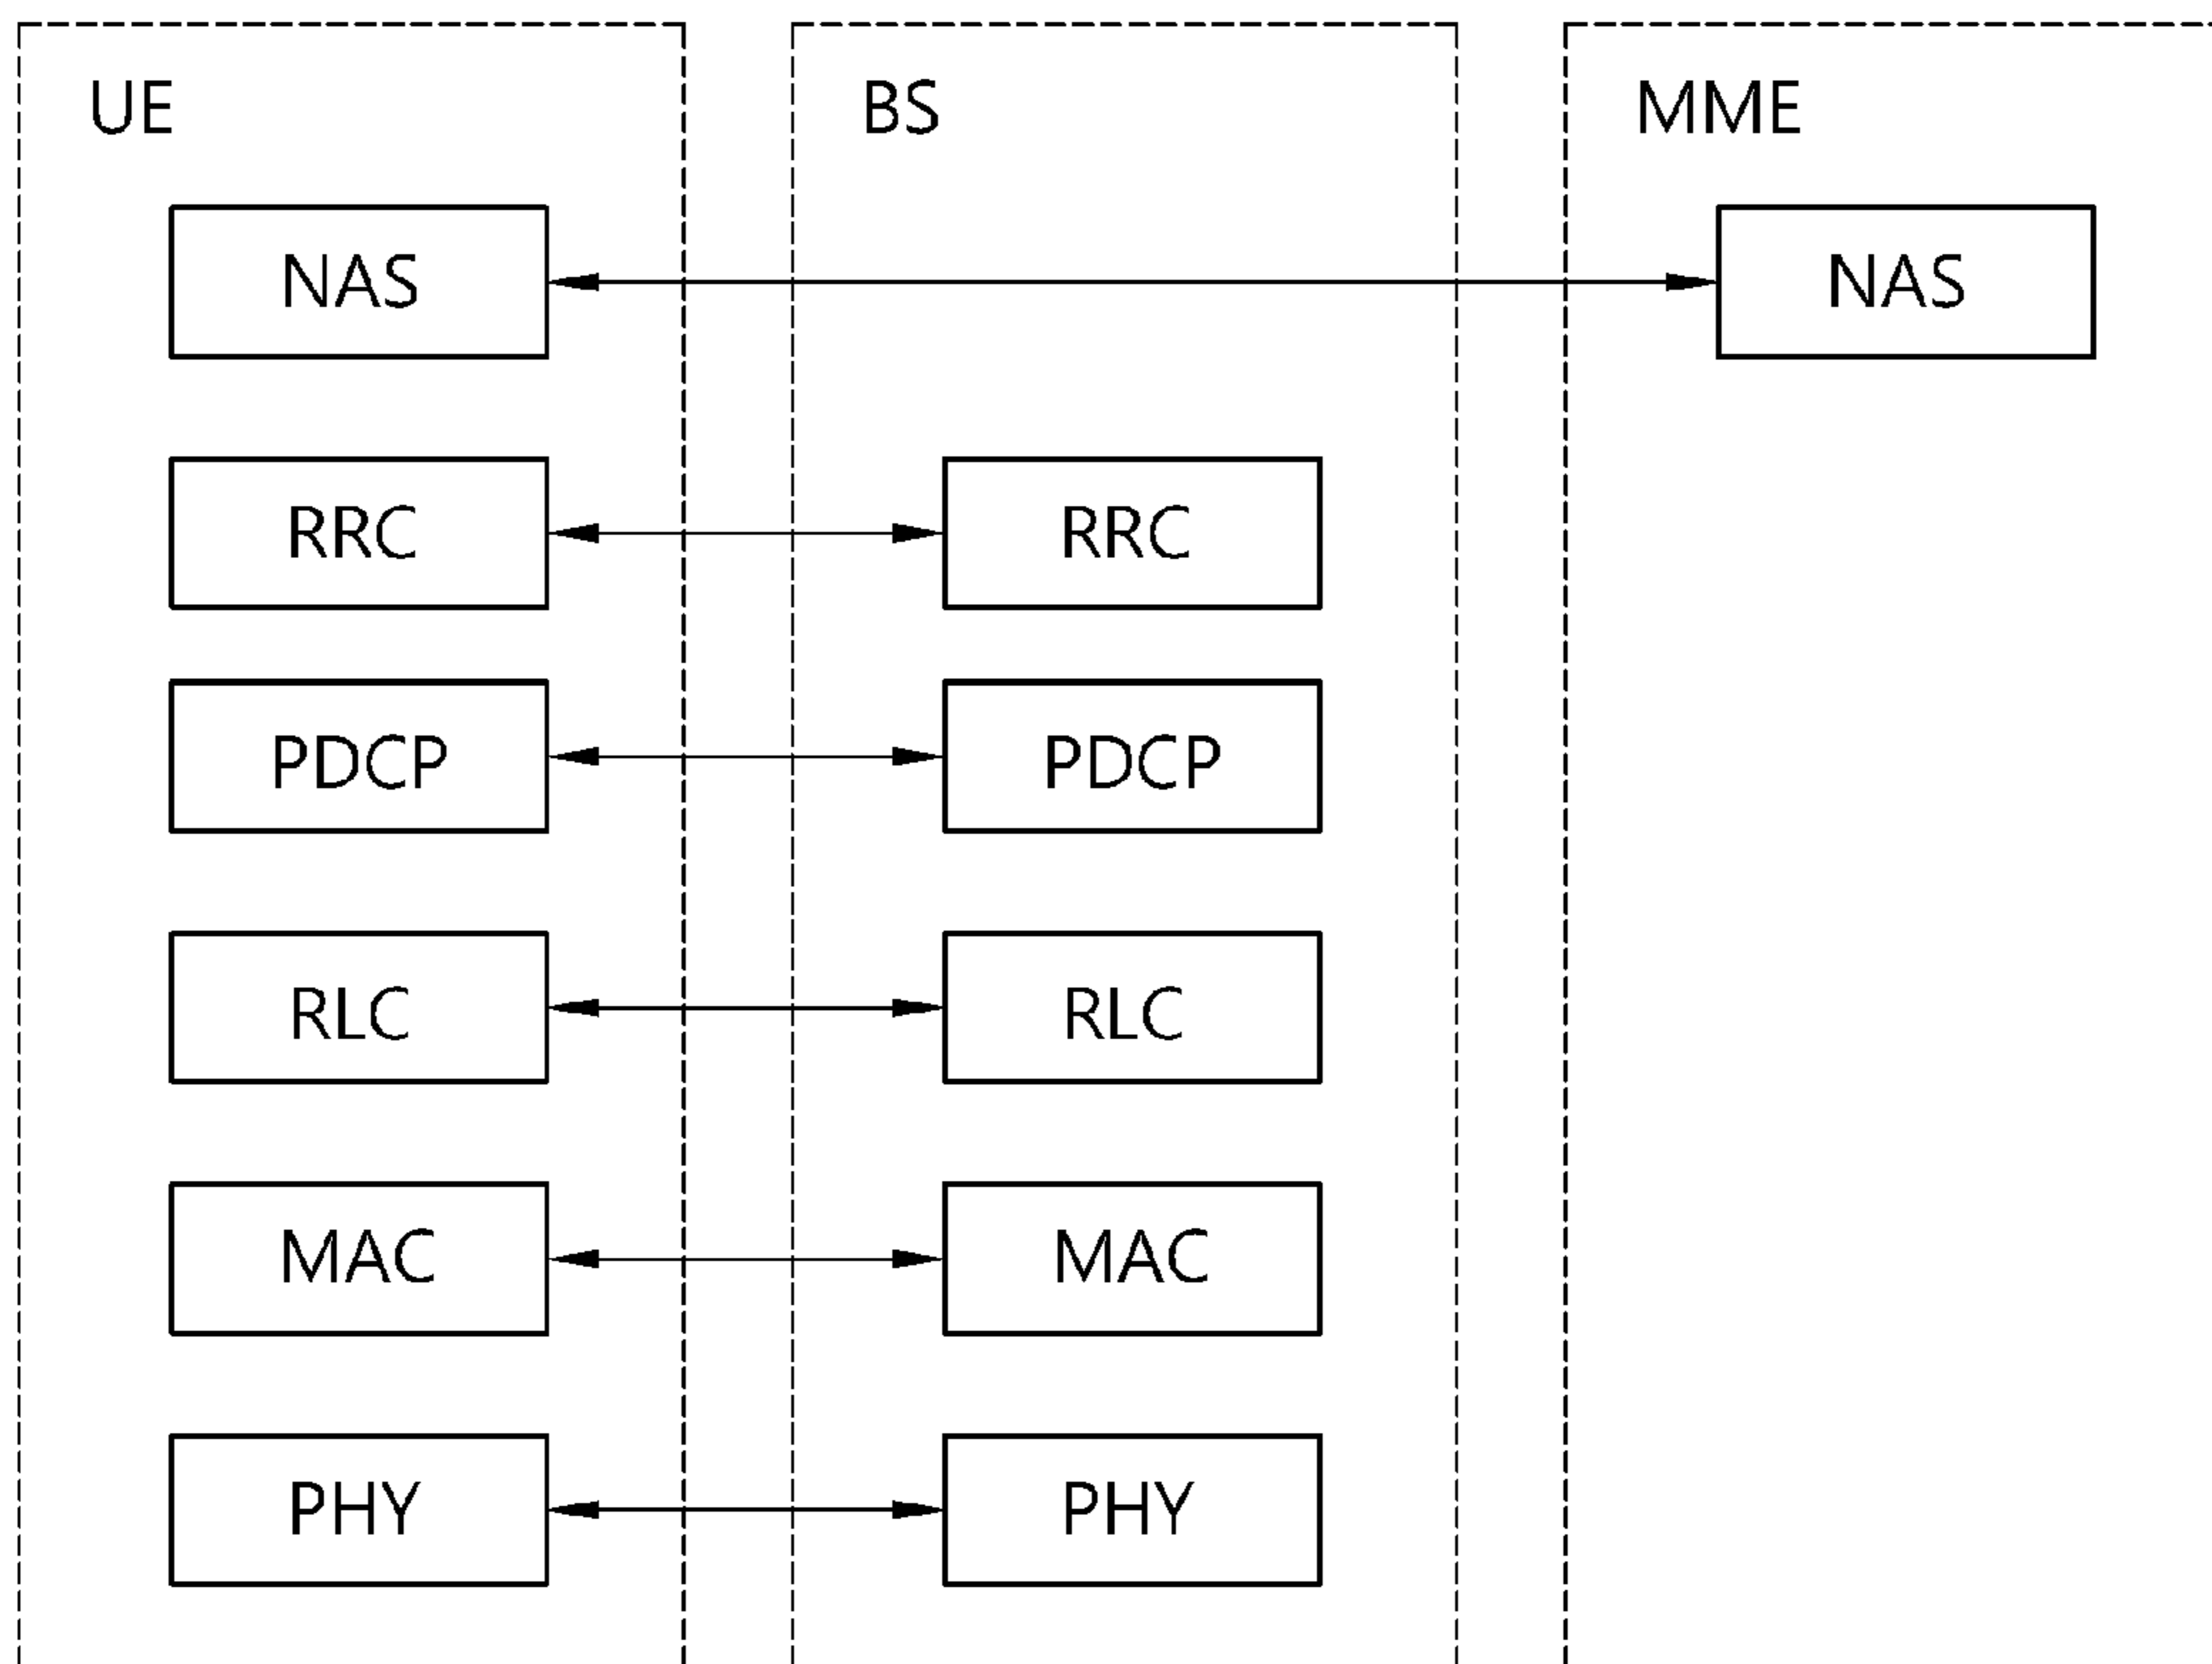 UE BS MME
NAS NAS
RRC RRC
PDCP PDCP
RLC RLC
MAC MAC
PHY PHY